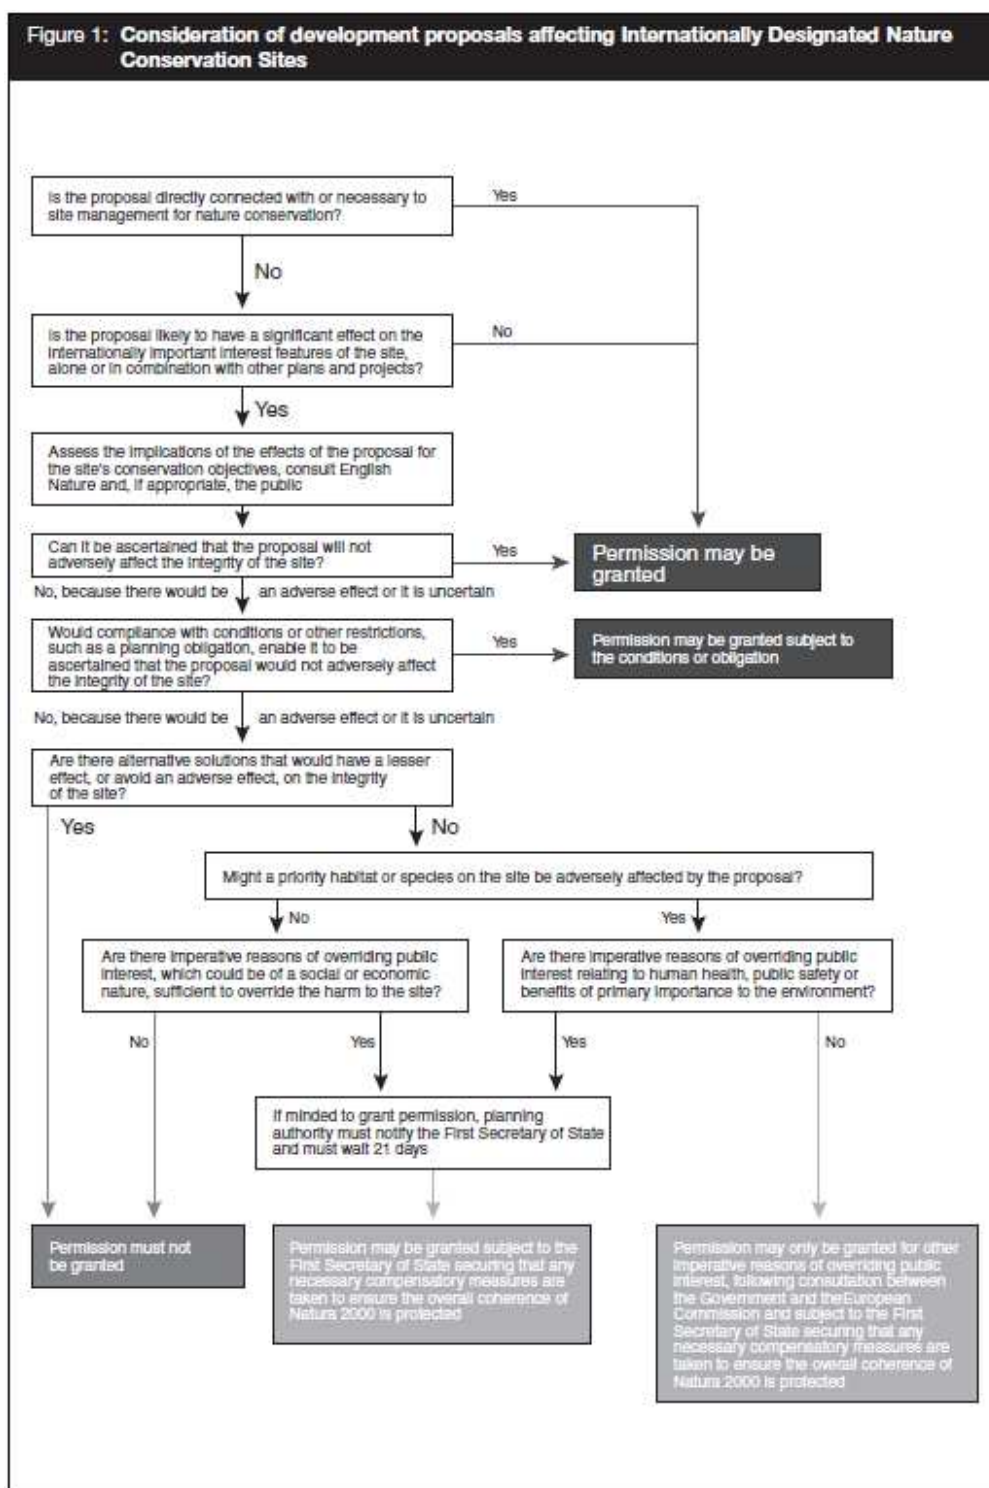 Figure 1: Consideration of development proposals affecting Internationally Designated Nature
Conservation Sites
Is the proposal directly connected with or necessary to
site management for nature conservation?
Yes
No
Is the proposal likely to have a significant effect on the
internationally important interest features of the site,
alone or in combination with other plans and projects?
No
Yes
Assess the implications of the effects of the proposal for
the site's conservation objectives, consult English
Nature and, if appropriate, the public
Can it be ascertained that the proposal will not
adversely affect the integrity of the site?
Yes
Permission may be
granted
No, because there would be an adverse effect or it is uncertain
Would compliance with conditions or other restrictions,
such as a planning obligation, enable it to be
ascertained that the proposal would not adversely affect
the integrity of the site?
Yes
Permission may be granted subject to
the conditions or obligation
No, because there would be an adverse effect or it is uncertain
Are there alternative solutions that would have a lesser
effect, or avoid an adverse effect, on the integrity
of the site?
Yes
No
Might a priority habitat or species on the site be adversely affected by the proposal?
No
Yes
Are there imperative reasons of overriding public
interest, which could be of a social or economic
nature, sufficient to override the harm to the site?
Are there imperative reasons of overriding public
interest relating to human health, public safety or
benefits of primary importance to the environment?
No
Yes
Yes
No
If minded to grant permission, planning
authority must notify the First Secretary of State
and must wait 21 days
Permission must not
be granted
Permission may be granted subject to the
First Secretary of State securing that any
necessary compensatory measures are
taken to ensure the overall coherence of
Natura 2000 is protected
Permission may only be granted for other
imperative reasons of overriding public
interest, following consultation between
the Government and theEuropean
Commission and subject to the First
Secretary of State securing that any
necessary compensatory measures are
taken to ensure the overall coherence of
Natura 2000 is protected